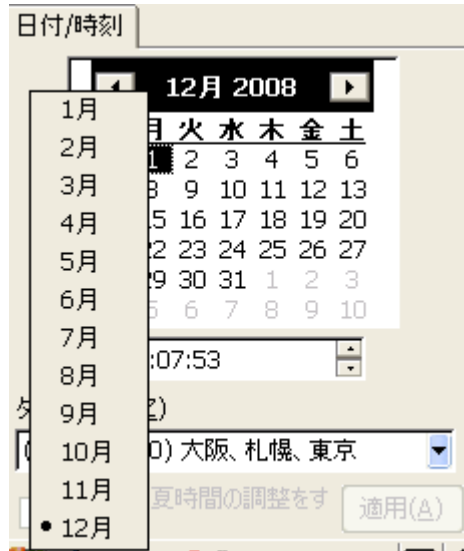 日付/時刻
12月 2008
月 火 水 木 金 土
1 2 3 4 5 6
8 9 10 11 12 13
15 16 17 18 19 20
22 23 24 25 26 27
29 30 31 1 2 3
5 6 7 8 9 10
1月
2月
3月
4月
5月
6月
7月
8月
9月
10月
11月
12月
:07:53
大阪、札幌、東京
夏時間の調整をす
適用(A)